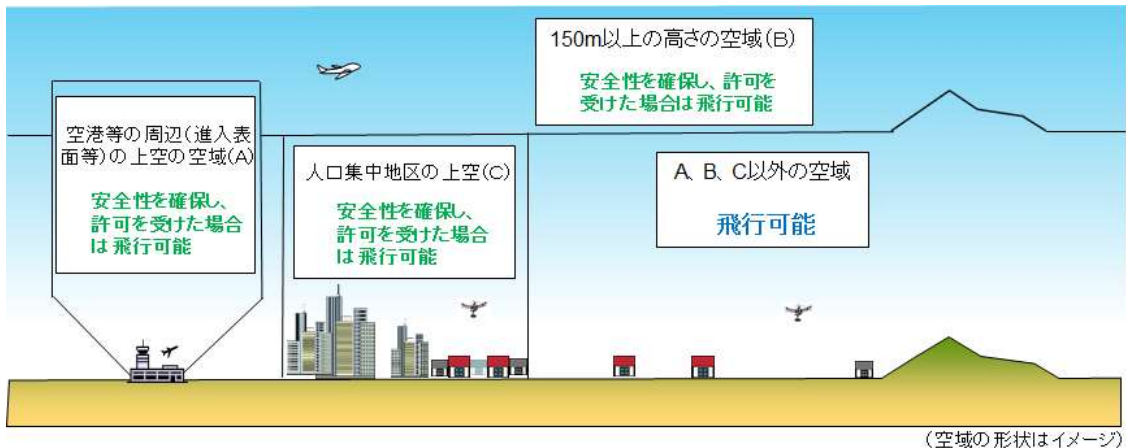 150m以上の高さの空域(B)
安全性を確保し、許可を
受けた場合は飛行可能
空港等の周辺(進入表
面等)の上空の空域(A)
安全性を確保し、
許可を受けた場合
は飛行可能
人口集中地区の上空(C)
安全性を確保し、
許可を受けた場合
は飛行可能
A、B、C以外の空域
飛行可能
(空域の形状はイメージ)